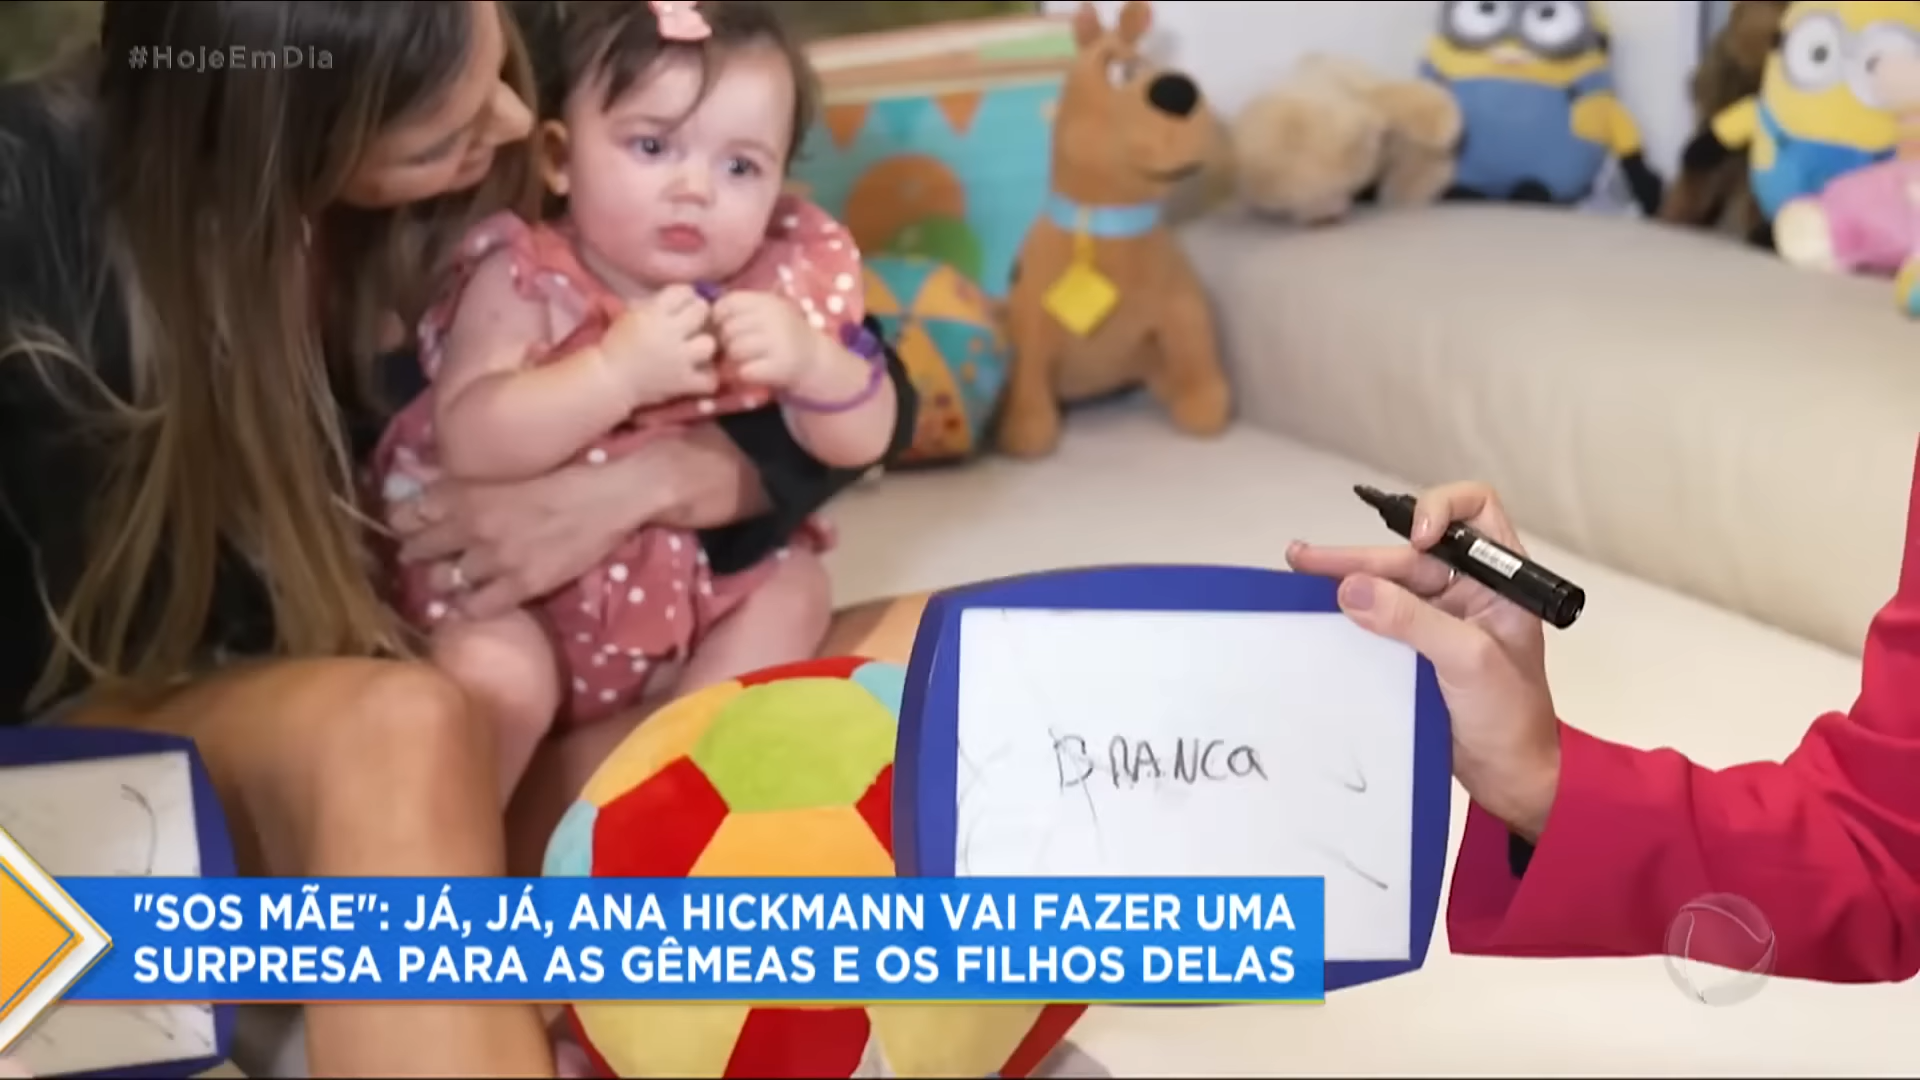 #HojeEmDia
BRANCa
"SOS MÃE": JÁ, JÁ, ANA HICKMANN VAI FAZER UMA
SURPRESA PARA AS GÊMEAS E OS FILHOS DELAS